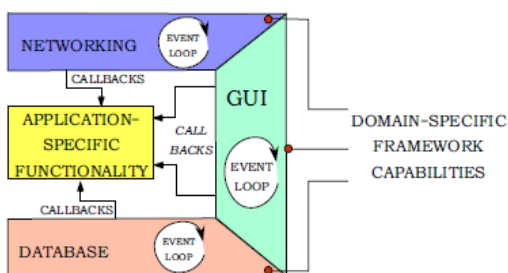 NETWORKING
EVENT
LOOP
CALLBACKS
GUI
APPLICATION-
SPECIFIC
FUNCTIONALITY
CALL
BACKS
DOMAIN-SPECIFIC
FRAMEWORK
CAPABILITIES
EVENT
LOOP
CALLBACKS
DATABASE
EVENT
LOOP